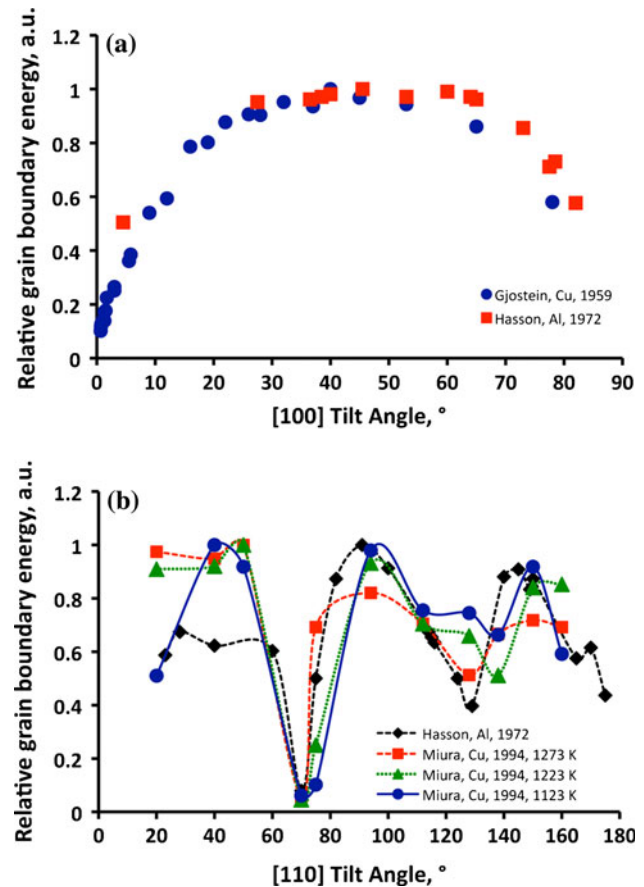 (a)
Relative grain boundary energy, a.u.
1.2
1
0.8
0.6
0.4
0.2
0
0 10 20 30 40 50 60 70 80 90
[100] Tilt Angle, °
Gjostein, Cu, 1959
Hasson, Al, 1972
(b)
Relative grain boundary energy, a.u.
1.2
1
0.8
0.6
0.4
0.2
0
0 20 40 60 80 100 120 140 160 180
[110] Tilt Angle, °
Hasson, Al, 1972
Miura, Cu, 1994, 1273 K
Miura, Cu, 1994, 1223 K
Miura, Cu, 1994, 1123 K